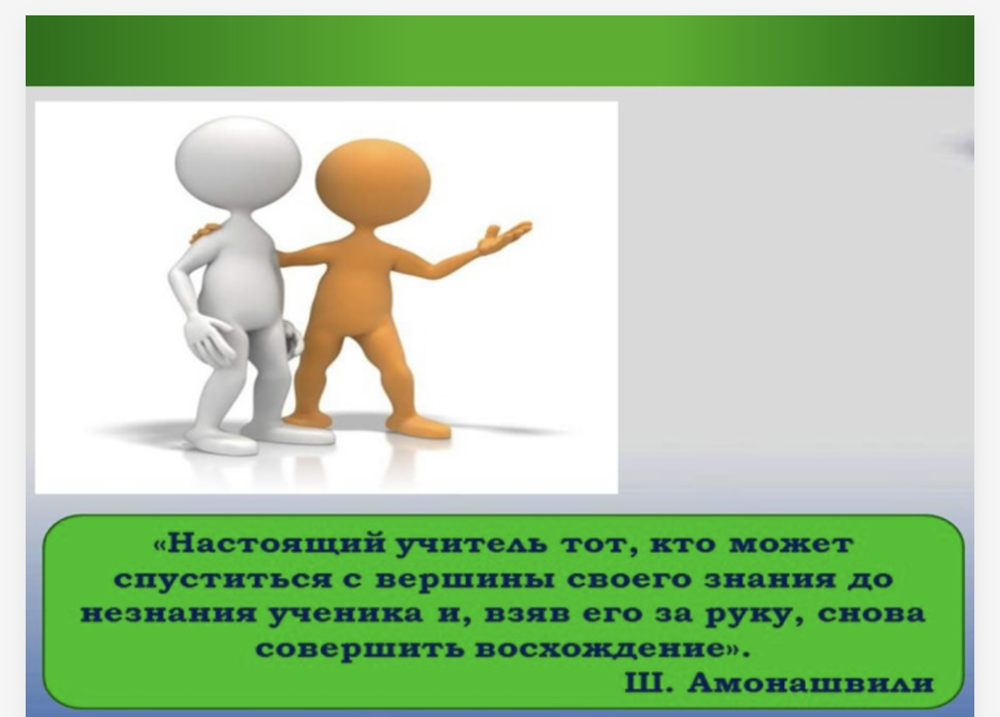 «Настоящий учитель тот, кто может
спуститься с вершины своего знания до
незнания ученика и, взяв его за руку, снова
совершить восхождение».
Ш. Амонашвили